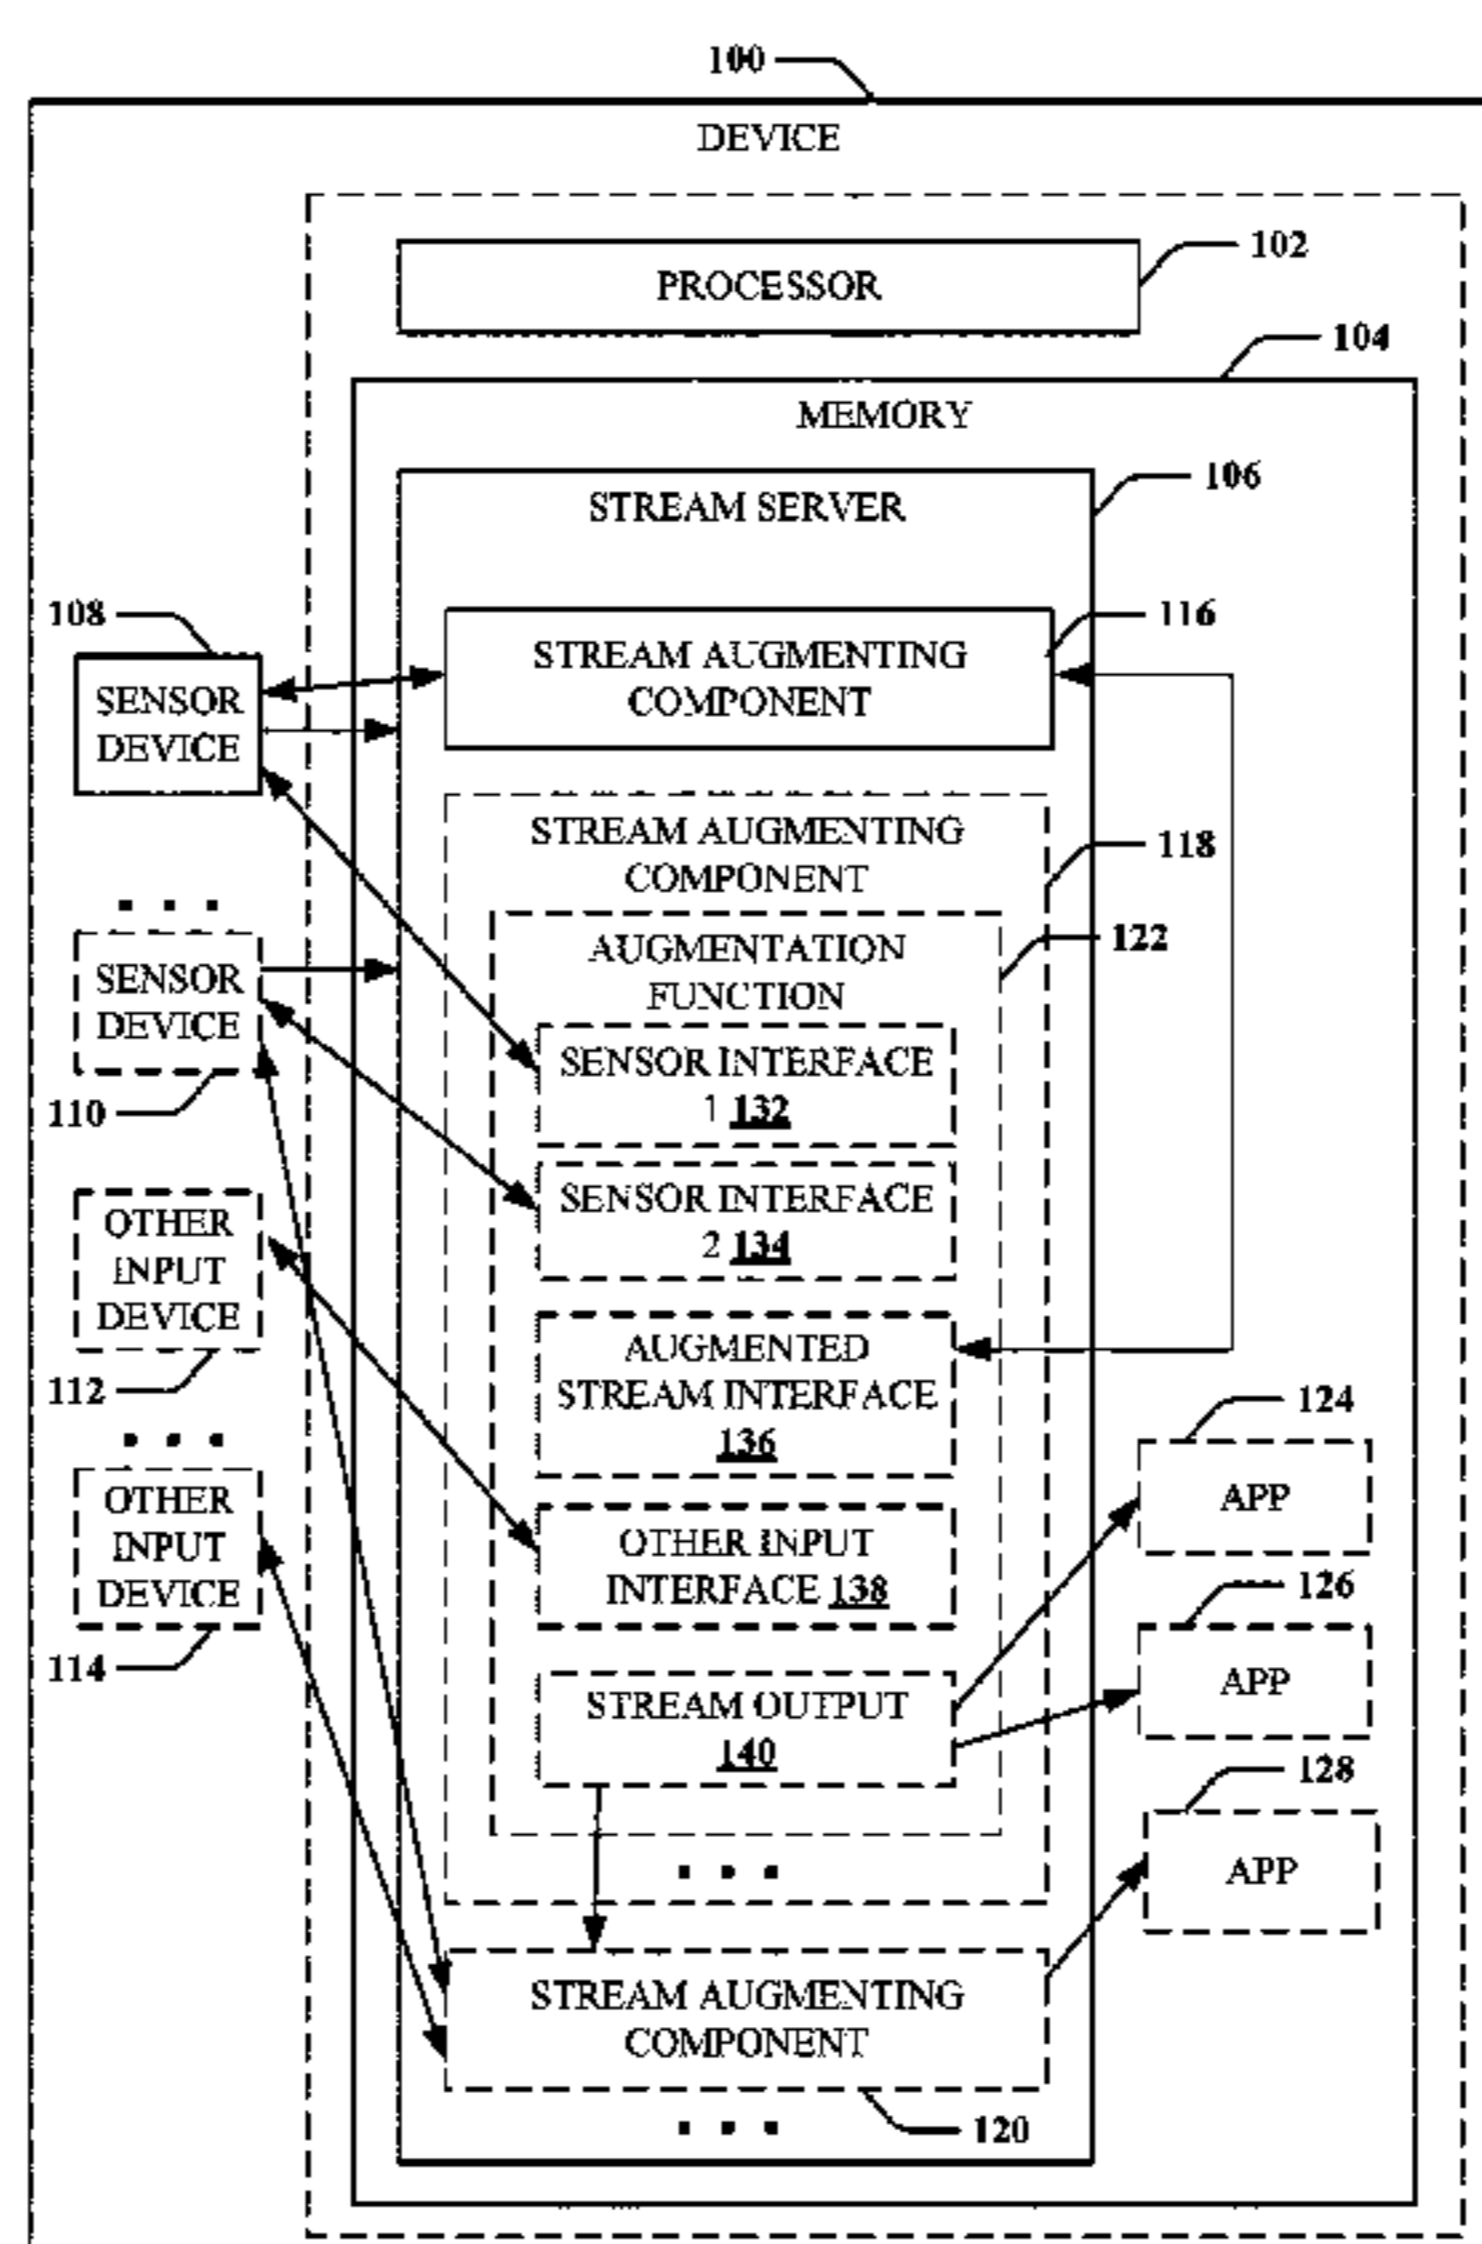 100
DEVICE
102
PROCESSOR
104
MEMORY
106
STREAM SERVER
108
116
STREAM AUGMENTING
COMPONENT
SENSOR
DEVICE
STREAM AUGMENTING
COMPONENT
118
. . .
122
AUGMENTATION
FUNCTION
SENSOR
DEVICE
SENSOR INTERFACE
1 132
110
SENSOR INTERFACE
2 134
OTHER
INPUT
DEVICE
AUGMENTED
STREAM INTERFACE
136
112
124
. . .
APP
OTHER
INPUT
DEVICE
OTHER INPUT
INTERFACE 138
126
114
APP
STREAM OUTPUT
140
128
APP
. . .
STREAM AUGMENTING
COMPONENT
120
. . .